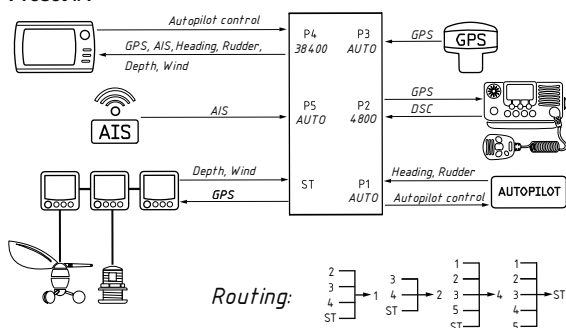 Autopilot control
GPS, AIS, Heading, Rudder,
Depth, Wind
P4
38400
P3
AUTO
GPS
GPS
AIS
AIS
P5
AUTO
P2
4800
GPS
DSC
Depth, Wind
GPS
ST
P1
AUTO
Heading, Rudder
Autopilot control
AUTOPILOT
Routing:
2
3
4
ST
1
3
4
ST
2
1
2
3
5
ST
4
1
2
3
4
5
ST